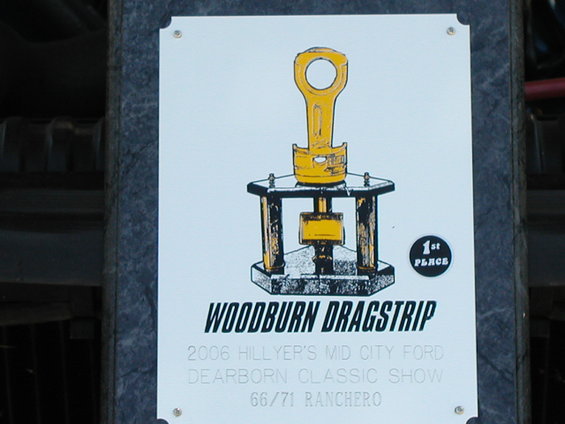 1st
PLACE
WOODBURN DRAGSTRIP
2006 HILLYER'S MID CITY FORD
DEARBORN CLASSIC SHOW
66/71 RANCHERO